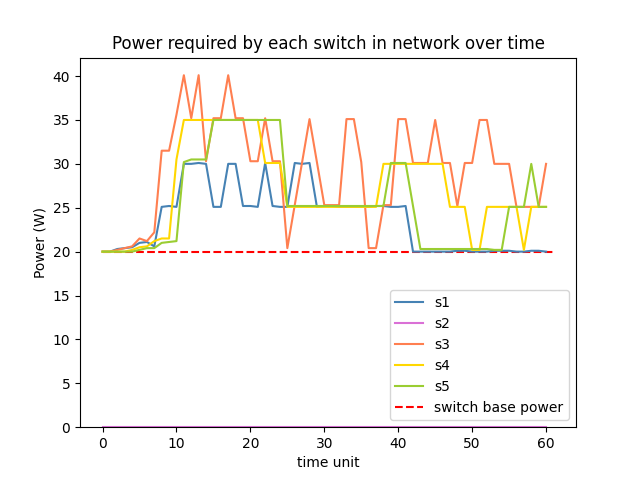 Power required by each switch in network over time
Power (W)
40
35
30
25
20
15
10
5
0
0 10 20 30 40 50 60
time unit
s1
s2
s3
s4
s5
switch base power